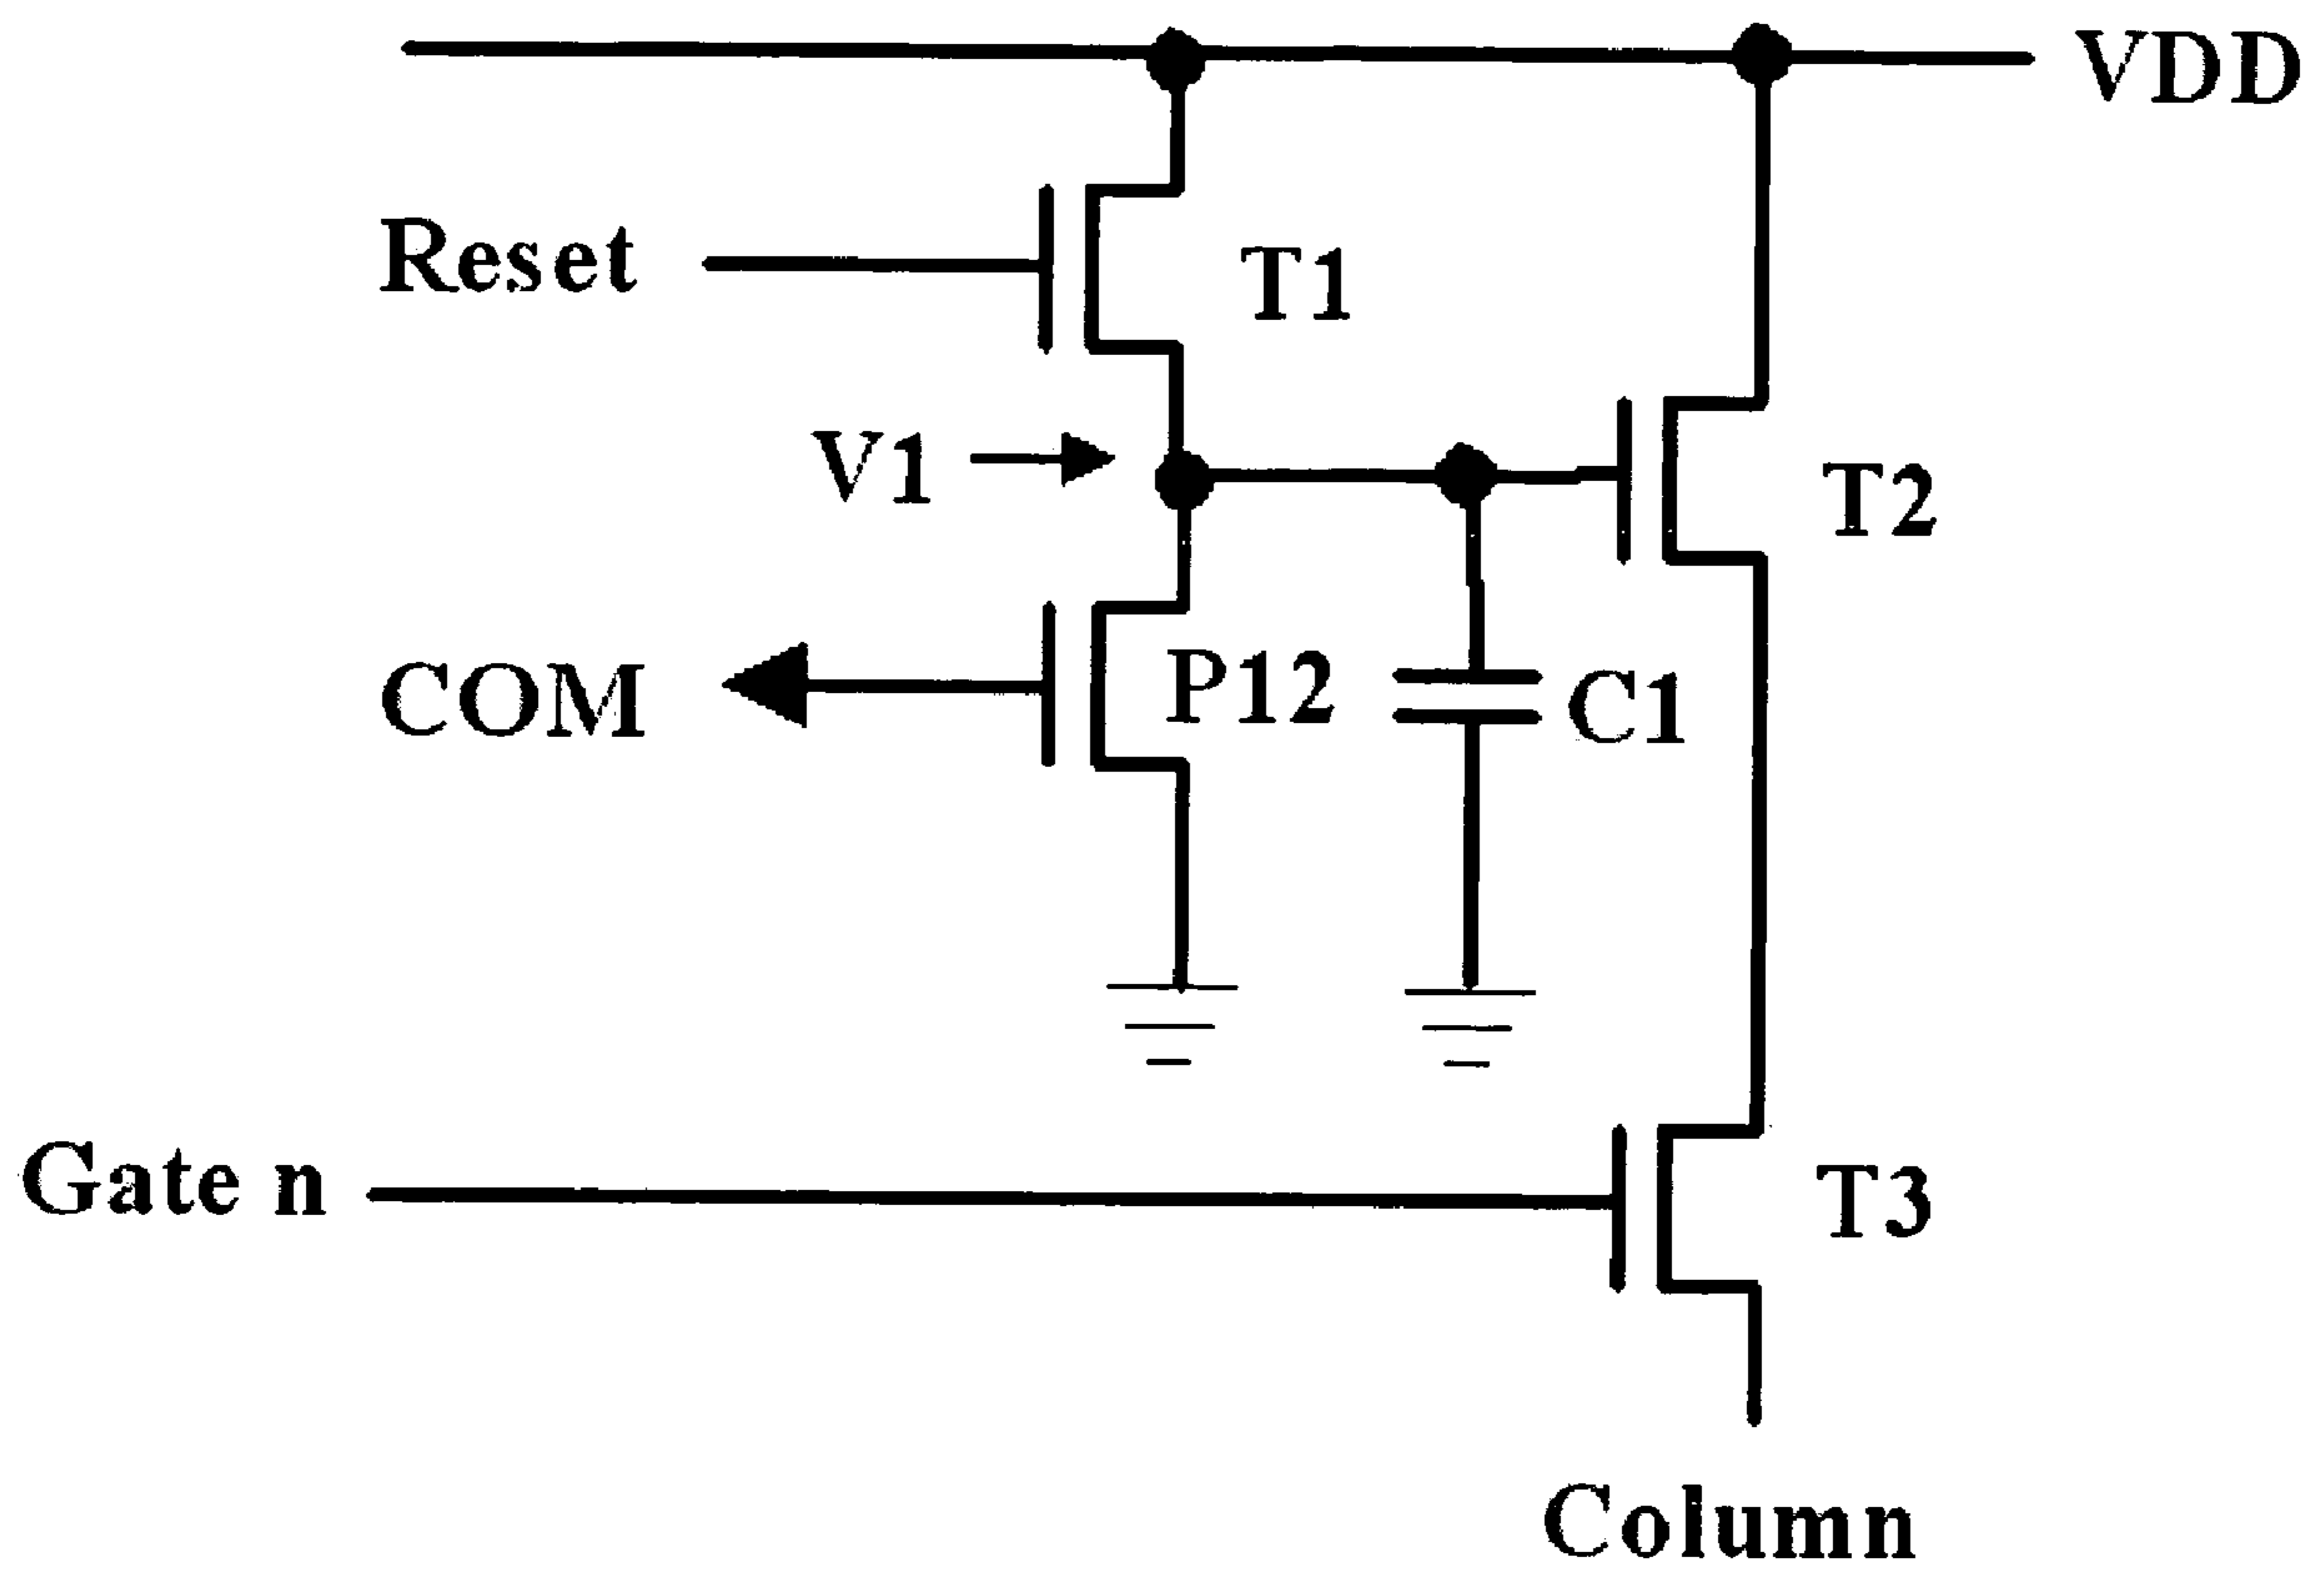 VDD
Reset
T1
V1
T2
COM
P12
C1
Gate n
T3
Column